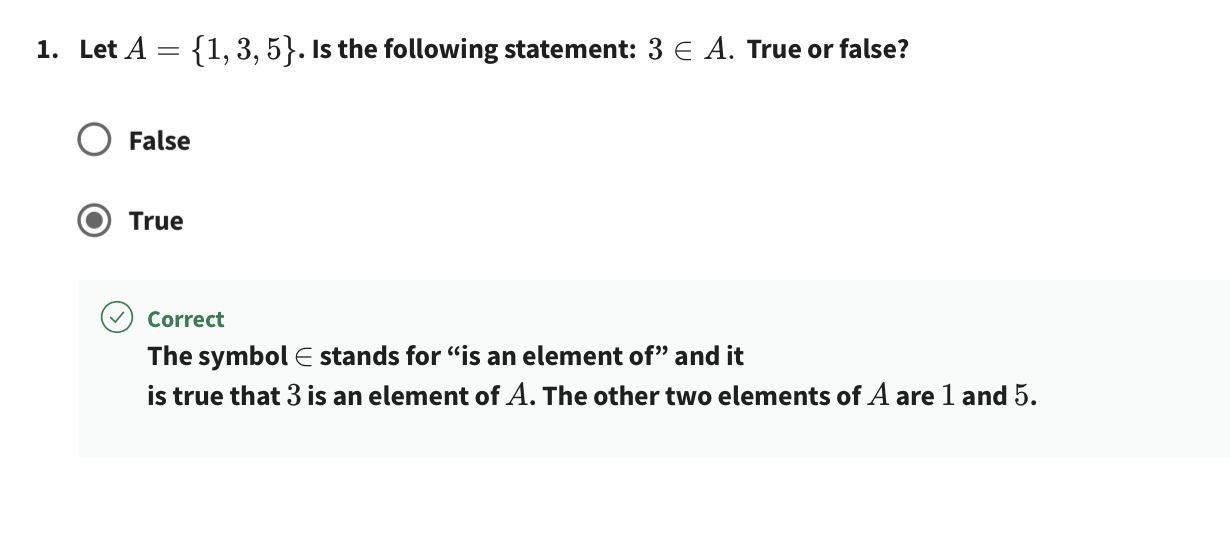 1. Let A = {1, 3, 5}. Is the following statement: 3 ∈ A. True or false?
False
True
Correct
The symbol ∈ stands for “is an element of” and it
is true that 3 is an element of A. The other two elements of A are 1 and 5.